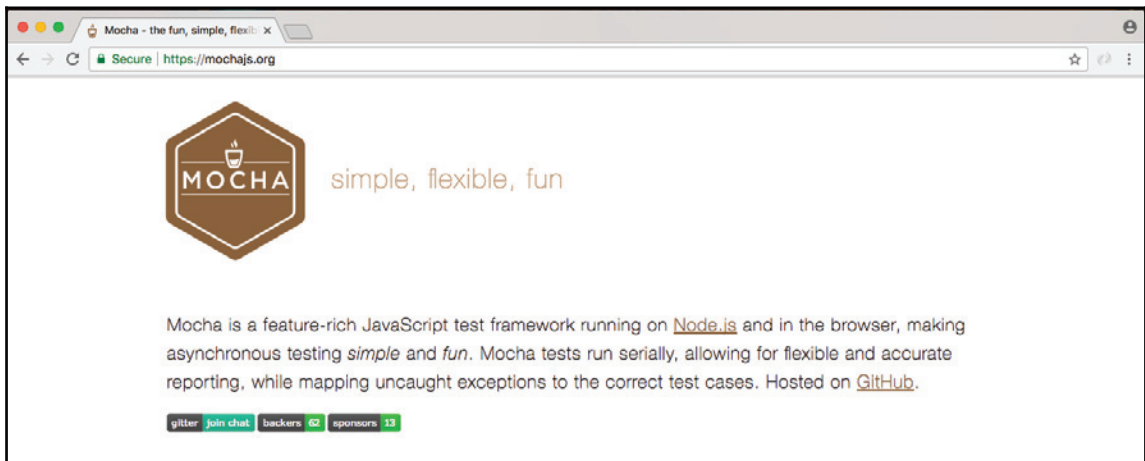 Mocha - the fun, simple, flexib
Secure | https://mochajs.org
MOCHA
simple, flexible, fun
Mocha is a feature-rich JavaScript test framework running on Node.js and in the browser, making
asynchronous testing simple and fun. Mocha tests run serially, allowing for flexible and accurate
reporting, while mapping uncaught exceptions to the correct test cases. Hosted on GitHub.
gitter join chat backers 62 sponsors 13